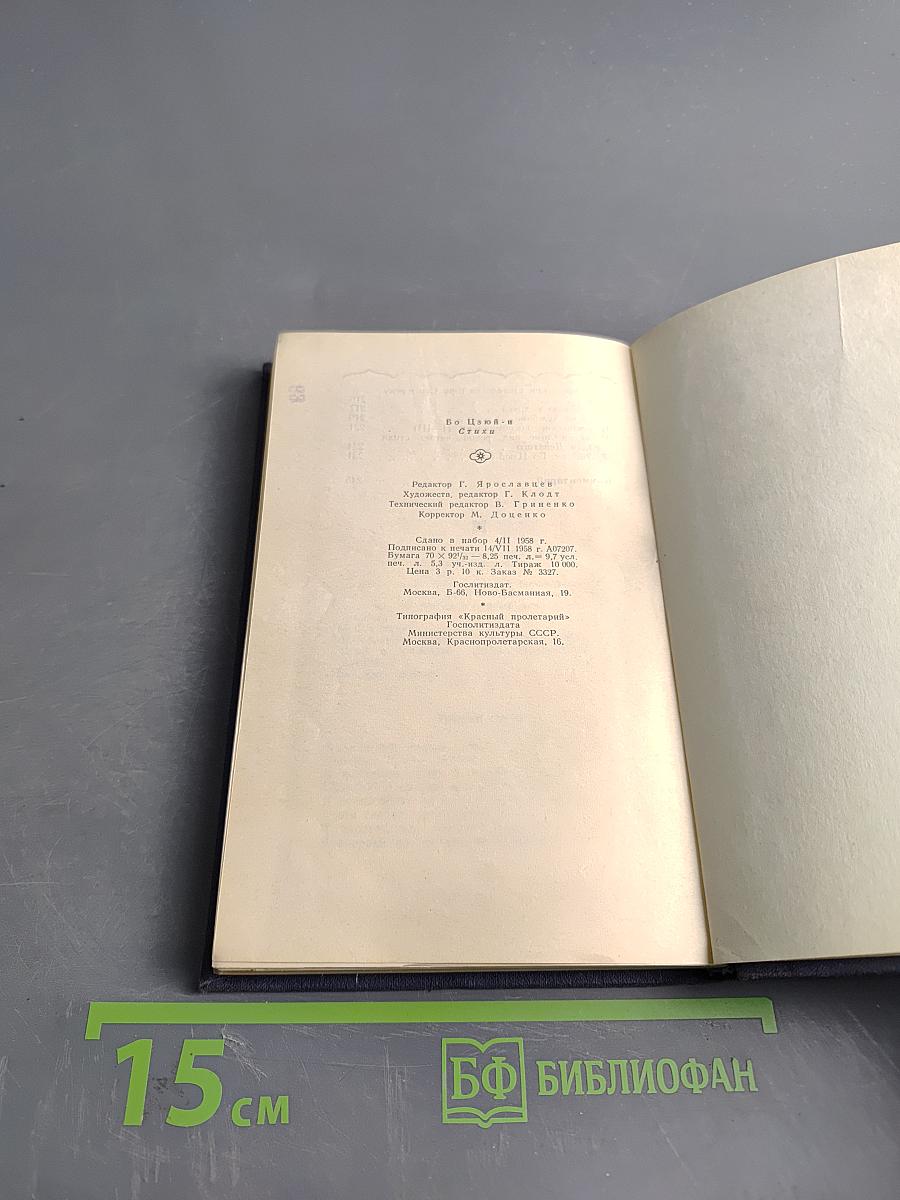 Бо Цзюй-и
Стихи
Редактор Г. Ярославцев
Художеств. редактор Г. Клодт
Технический редактор В. Гриненко
Корректор М. Доценко
*
Сдано в набор 4/II 1958 г.
Подписано к печати 14/VII 1958 г. А07207.
Бумага 70 × 92¹/₃₂ — 8,25 печ. л.= 9,7 усл.
печ. л. 5,3 уч.-изд. л. Тираж 10 000.
Цена 3 р. 10 к. Заказ № 3327.
Гослитиздат.
Москва, Б-66, Ново-Басманная, 19.
*
Типография «Красный пролетарий»
Госполитиздата
Министерства культуры СССР.
Москва, Краснопролетарская, 16.
15 см
БФ БИБЛИОФАН